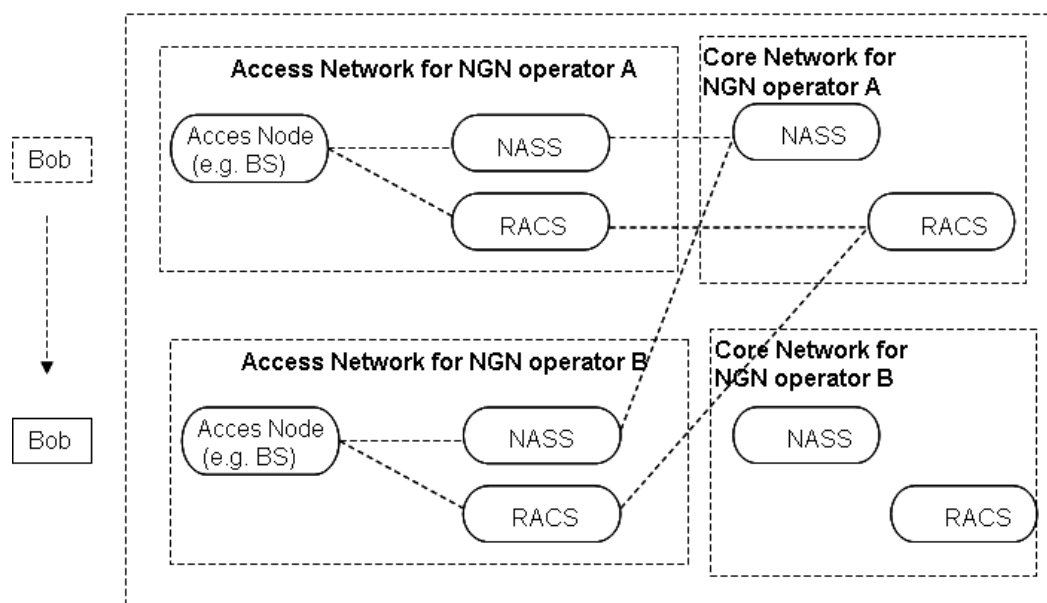 Access Network for NGN operator A
Core Network for
NGN operator A
Bob
Acces Node
(e.g. BS)
NASS
NASS
RACS
RACS
Access Network for NGN operator B
Core Network for
NGN operator B
Bob
Acces Node
(e.g. BS)
NASS
NASS
RACS
RACS